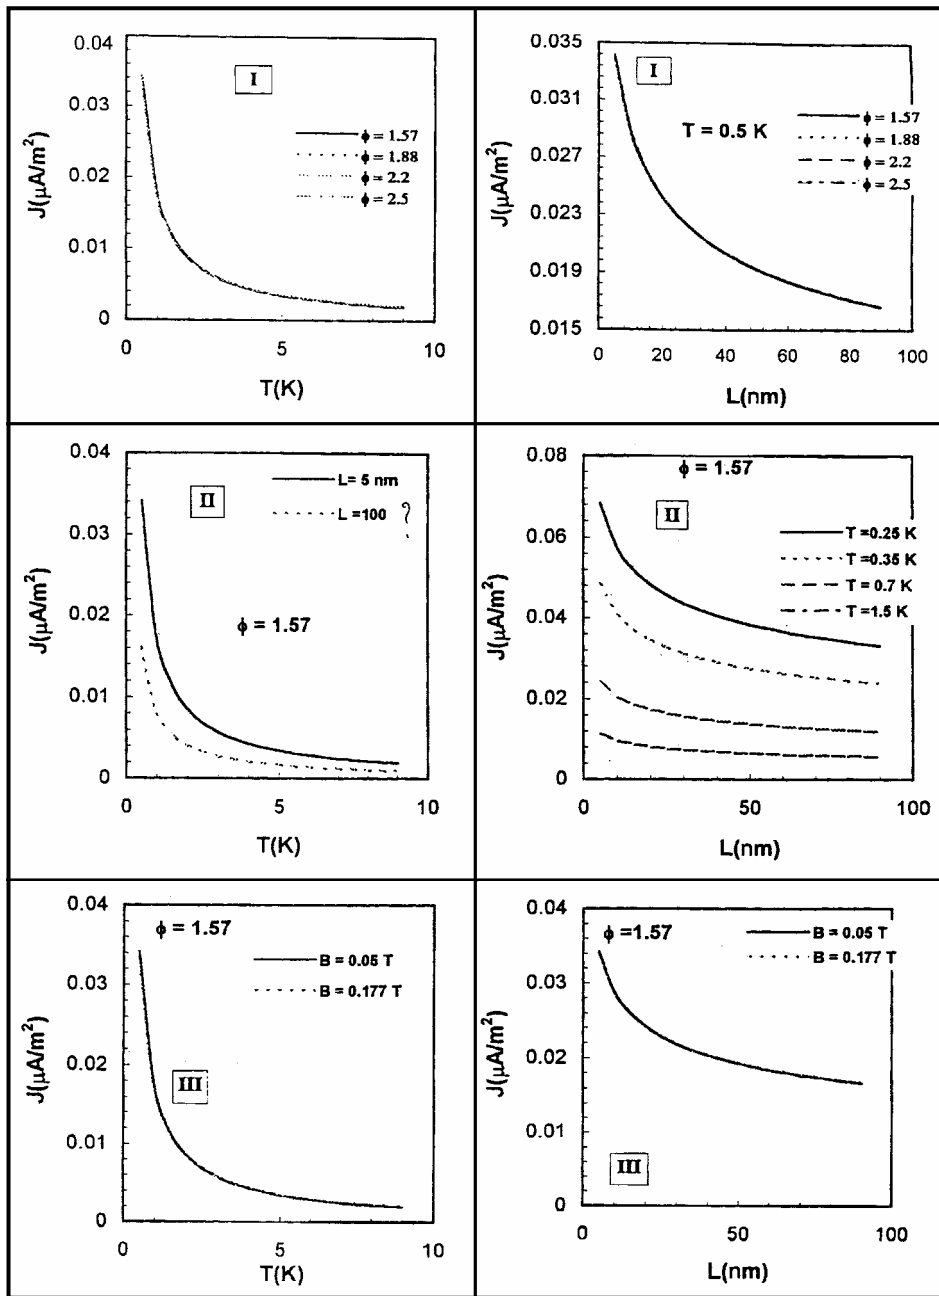 0.04
0.03
0.02
0.01
0
J(μA/m²)
I
ϕ = 1.57
ϕ = 1.88
ϕ = 2.2
ϕ = 2.5
0
5
10
T(K)
0.035
0.031
0.027
0.023
0.019
0.015
J(μA/m²)
I
T = 0.5 K
ϕ = 1.57
ϕ = 1.88
ϕ = 2.2
ϕ = 2.5
0 20 40 60 80 100
L(nm)
0.04
0.03
0.02
0.01
0
J(μA/m²)
II
L= 5 nm
L =100 ?
ϕ = 1.57
0 5 10
T(K)
0.08
0.06
0.04
0.02
0
J(μA/m²)
ϕ = 1.57
II
T =0.25 K
T =0.35 K
T =0.7 K
T =1.5 K
0 50 100
L(nm)
0.04
0.03
0.02
0.01
0
J(μA/m²)
ϕ = 1.57
B = 0.05 T
B = 0.177 T
III
0 5 10
T(K)
0.04
0.03
0.02
0.01
0
J(μA/m²)
ϕ =1.57
B = 0.05 T
B = 0.177 T
III
0 50 100
L(nm)